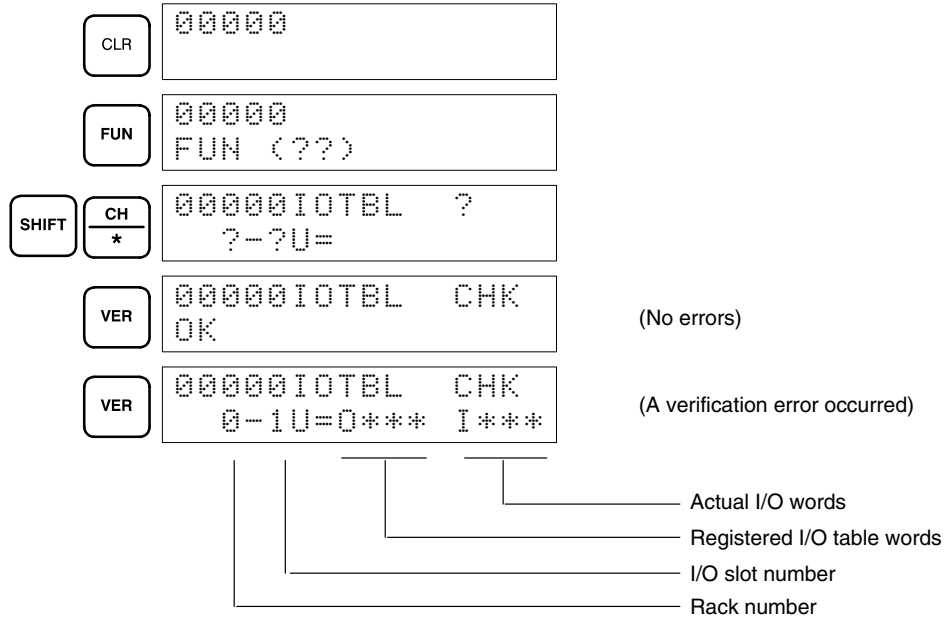 CLR
00000
FUN
00000
FUN (??)
SHIFT
CH
*
00000IOTBL ?
?-?U=
VER
00000IOTBL CHK
OK
(No errors)
VER
00000IOTBL CHK
0-1U=O*** I***
(A verification error occurred)
Actual I/O words
Registered I/O table words
I/O slot number
Rack number